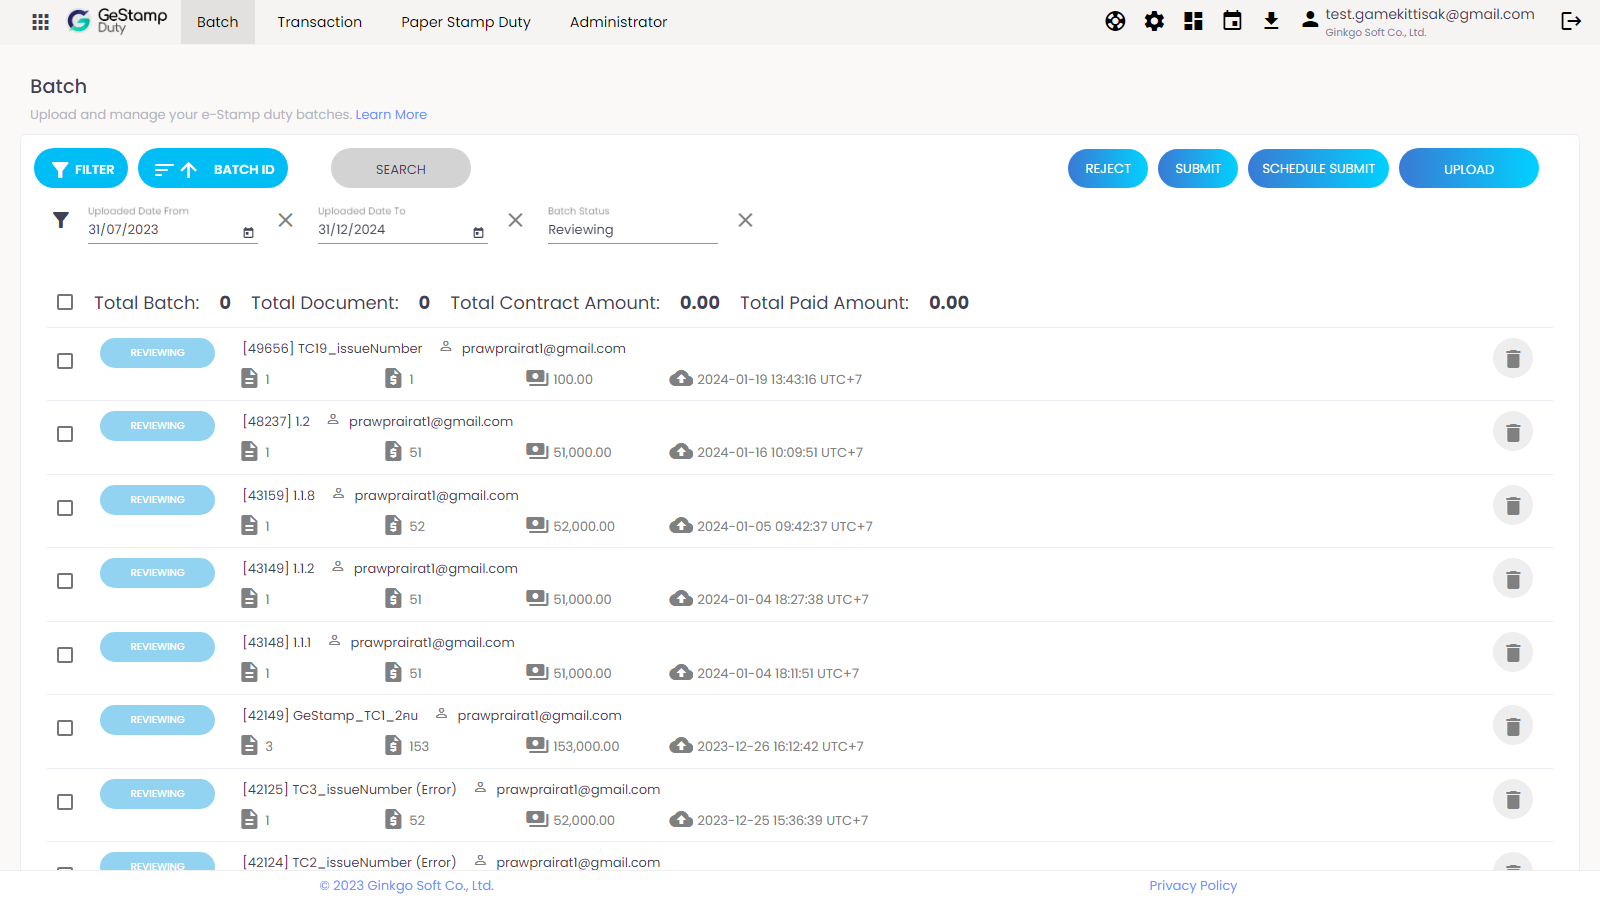 GeStamp
Duty
Batch
Transaction
Paper Stamp Duty
Administrator
test.gamekittisak@gmail.com
Ginkgo Soft Co., Ltd.
Batch
Upload and manage your e-Stamp duty batches. Learn More
FILTER
BATCH ID
SEARCH
REJECT
SUBMIT
SCHEDULE SUBMIT
UPLOAD
Uploaded Date From
31/07/2023
Uploaded Date To
31/12/2024
Batch Status
Reviewing
Total Batch: 0 Total Document: 0 Total Contract Amount: 0.00 Total Paid Amount: 0.00
REVIEWING
[49656] TC19_issueNumber prawprairat1@gmail.com
1 1 100.00 2024-01-19 13:43:16 UTC+7
REVIEWING
[48237] 1.2 prawprairat1@gmail.com
1 51 51,000.00 2024-01-16 10:09:51 UTC+7
REVIEWING
[43159] 1.1.8 prawprairat1@gmail.com
1 52 52,000.00 2024-01-05 09:42:37 UTC+7
REVIEWING
[43149] 1.1.2 prawprairat1@gmail.com
1 51 51,000.00 2024-01-04 18:27:38 UTC+7
REVIEWING
[43148] 1.1.1 prawprairat1@gmail.com
1 51 51,000.00 2024-01-04 18:11:51 UTC+7
REVIEWING
[42149] GeStamp_TC1_2คน prawprairat1@gmail.com
3 153 153,000.00 2023-12-26 16:12:42 UTC+7
REVIEWING
[42125] TC3_issueNumber (Error) prawprairat1@gmail.com
1 52 52,000.00 2023-12-25 15:36:39 UTC+7
REVIEWING
[42124] TC2_issueNumber (Error) prawprairat1@gmail.com
© 2023 Ginkgo Soft Co., Ltd.
Privacy Policy